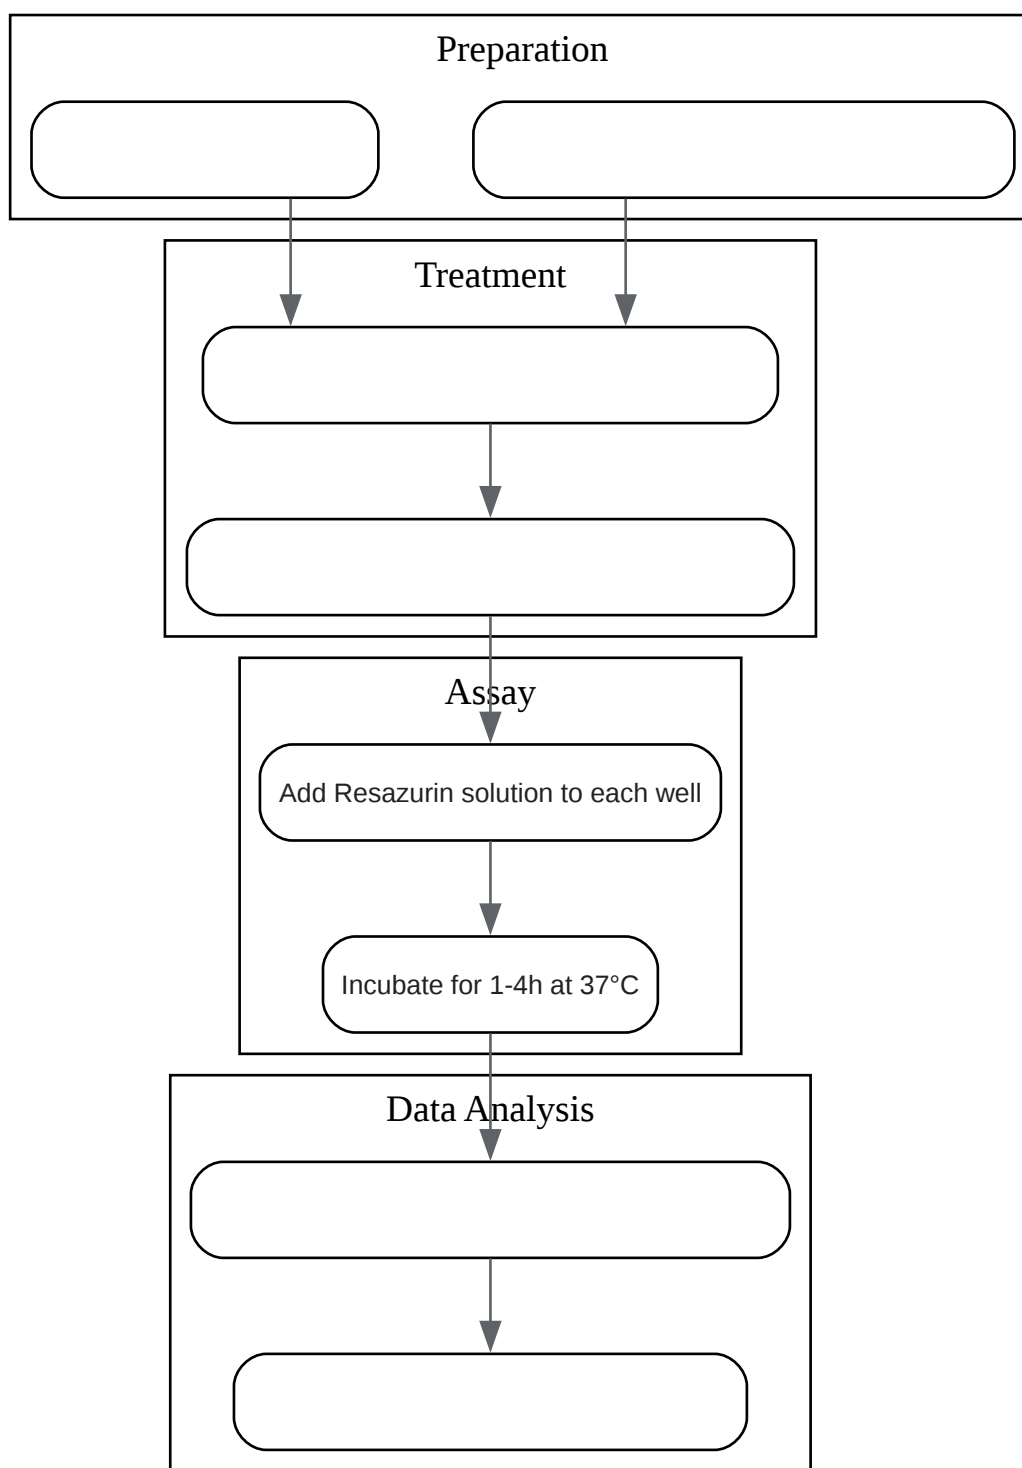 Preparation
Treatment
Assay
Add Resazurin solution to each well
Incubate for 1-4h at 37°C
Data Analysis